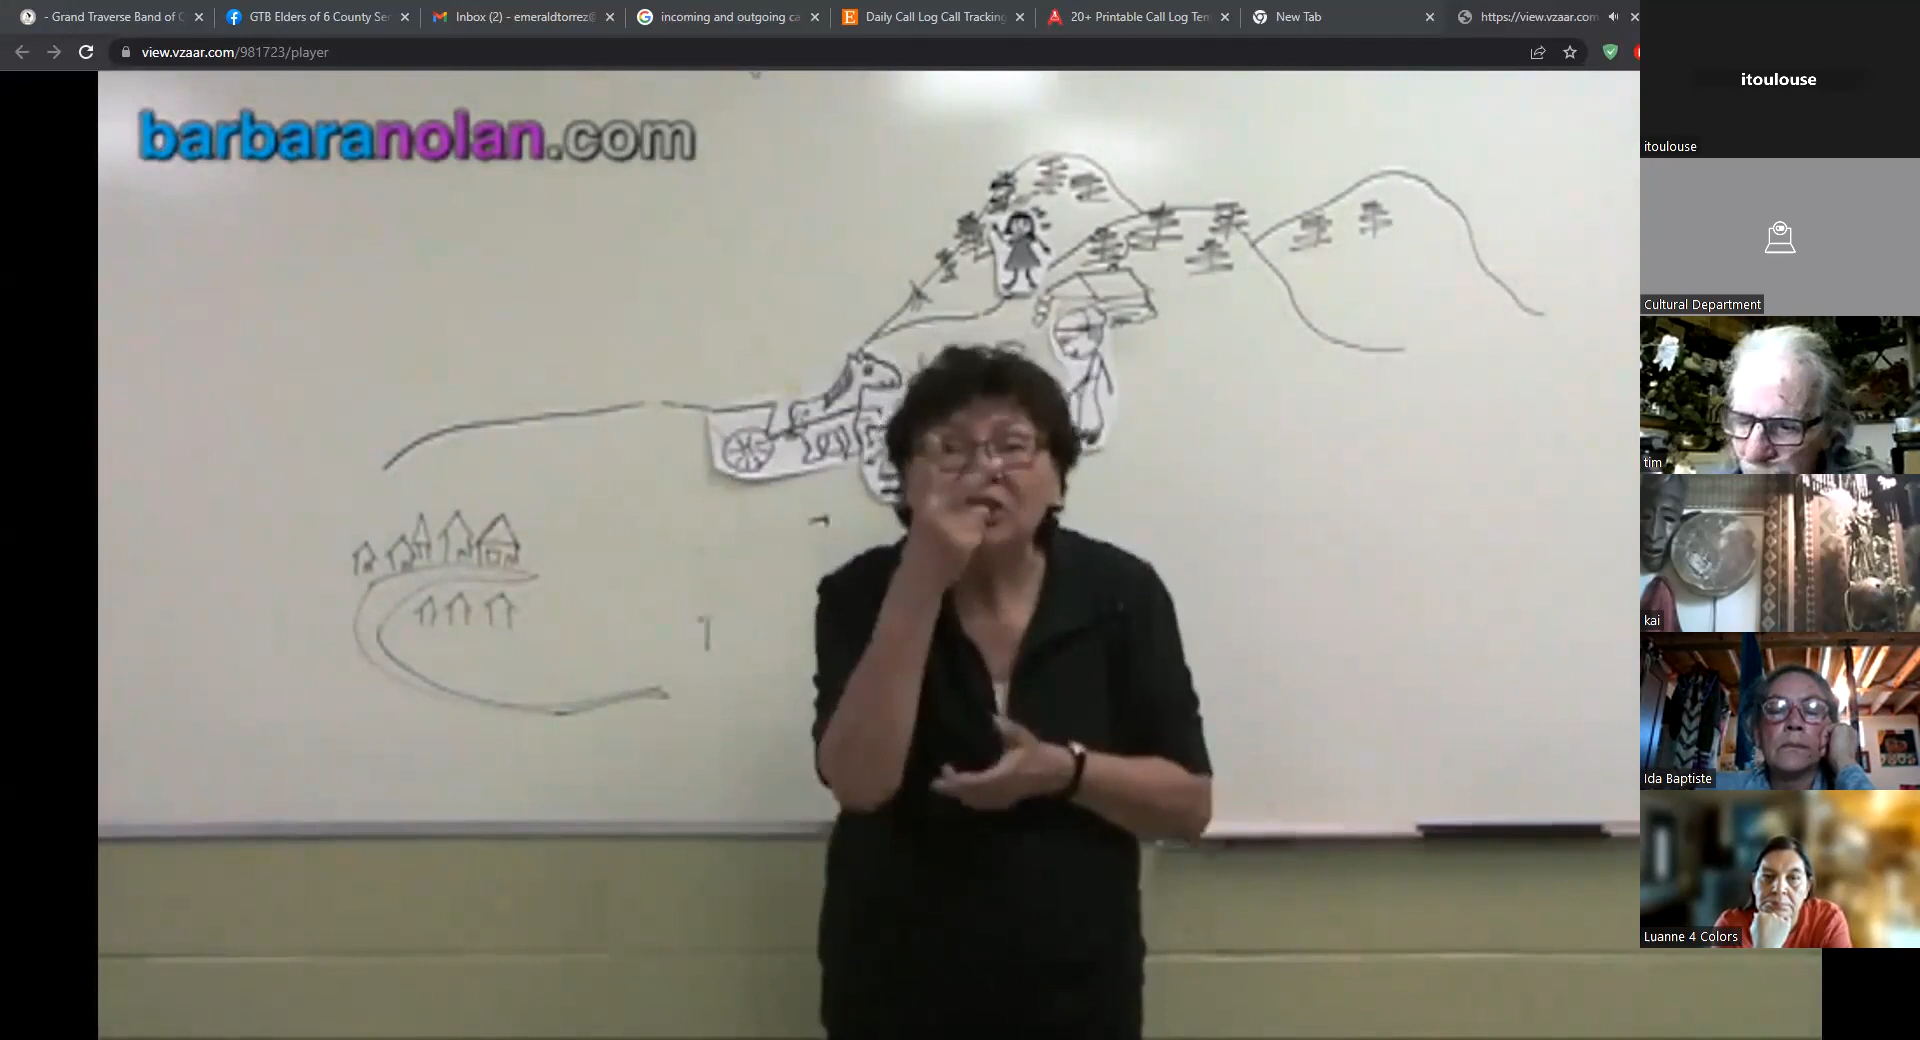 - Grand Traverse Band of
GTB Elders of 6 County Ser
Inbox (2) - emeraldtorrez@
incoming and outgoing ca
Daily Call Log Call Tracking
20+ Printable Call Log Tem
New Tab
https://view.vzaar.com
view.vzaar.com/981723/player
barbaranolan.com
itoulouse
itoulouse
Cultural Department
tim
kai
Ida Baptiste
Luanne 4 Colors